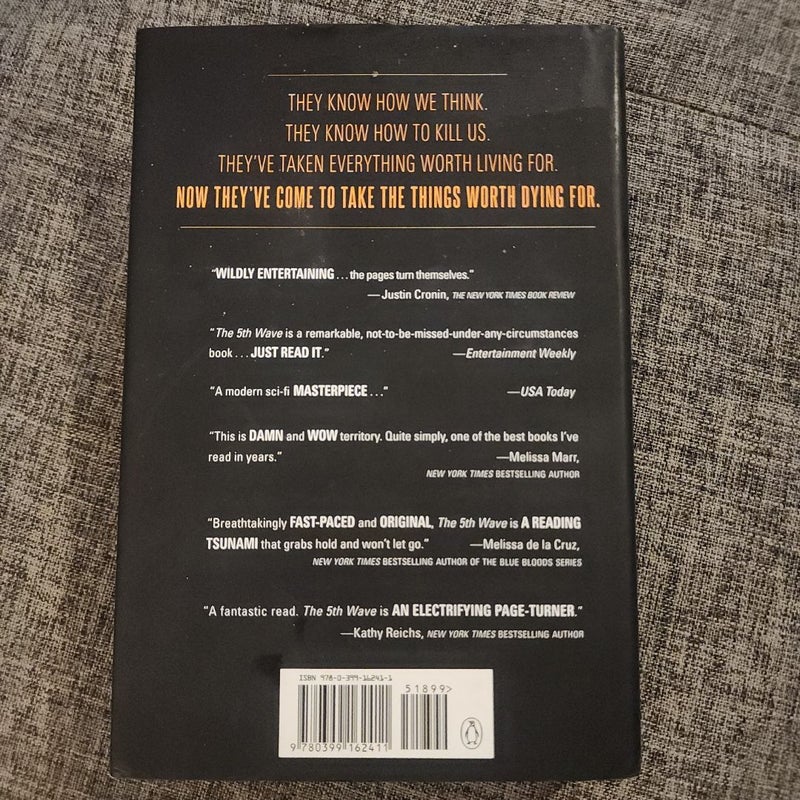 THEY KNOW HOW WE THINK.
THEY KNOW HOW TO KILL US.
THEY'VE TAKEN EVERYTHING WORTH LIVING FOR.
NOW THEY'VE COME TO TAKE THE THINGS WORTH DYING FOR.
"WILDLY ENTERTAINING . . . the pages turn themselves."
—Justin Cronin, THE NEW YORK TIMES BOOK REVIEW
"The 5th Wave is a remarkable, not-to-be-missed-under-any-circumstances
book . . . JUST READ IT." —Entertainment Weekly
"A modern sci-fi MASTERPIECE . . ." —USA Today
"This is DAMN and WOW territory. Quite simply, one of the best books I've
read in years." —Melissa Marr,
NEW YORK TIMES BESTSELLING AUTHOR
"Breathtakingly FAST-PACED and ORIGINAL, The 5th Wave is A READING
TSUNAMI that grabs hold and won't let go." —Melissa de la Cruz,
NEW YORK TIMES BESTSELLING AUTHOR OF THE BLUE BLOODS SERIES
"A fantastic read. The 5th Wave is AN ELECTRIFYING PAGE-TURNER."
—Kathy Reichs, NEW YORK TIMES BESTSELLING AUTHOR
ISBN 978-0-399-16241-1
51899>
9 780399 162411